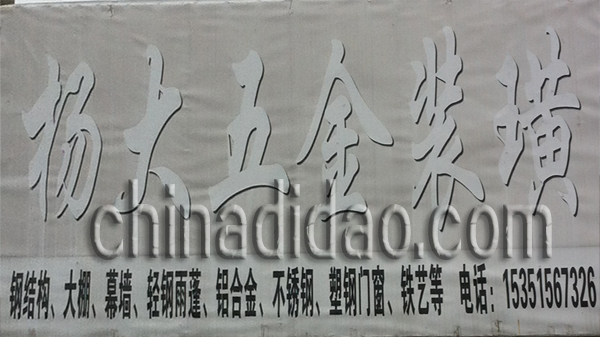 杨大五金装璜
chinadidao.com
钢结构、大棚、幕墙、轻钢雨蓬、铝合金、不锈钢、塑钢门窗、铁艺等 电话：15351567326